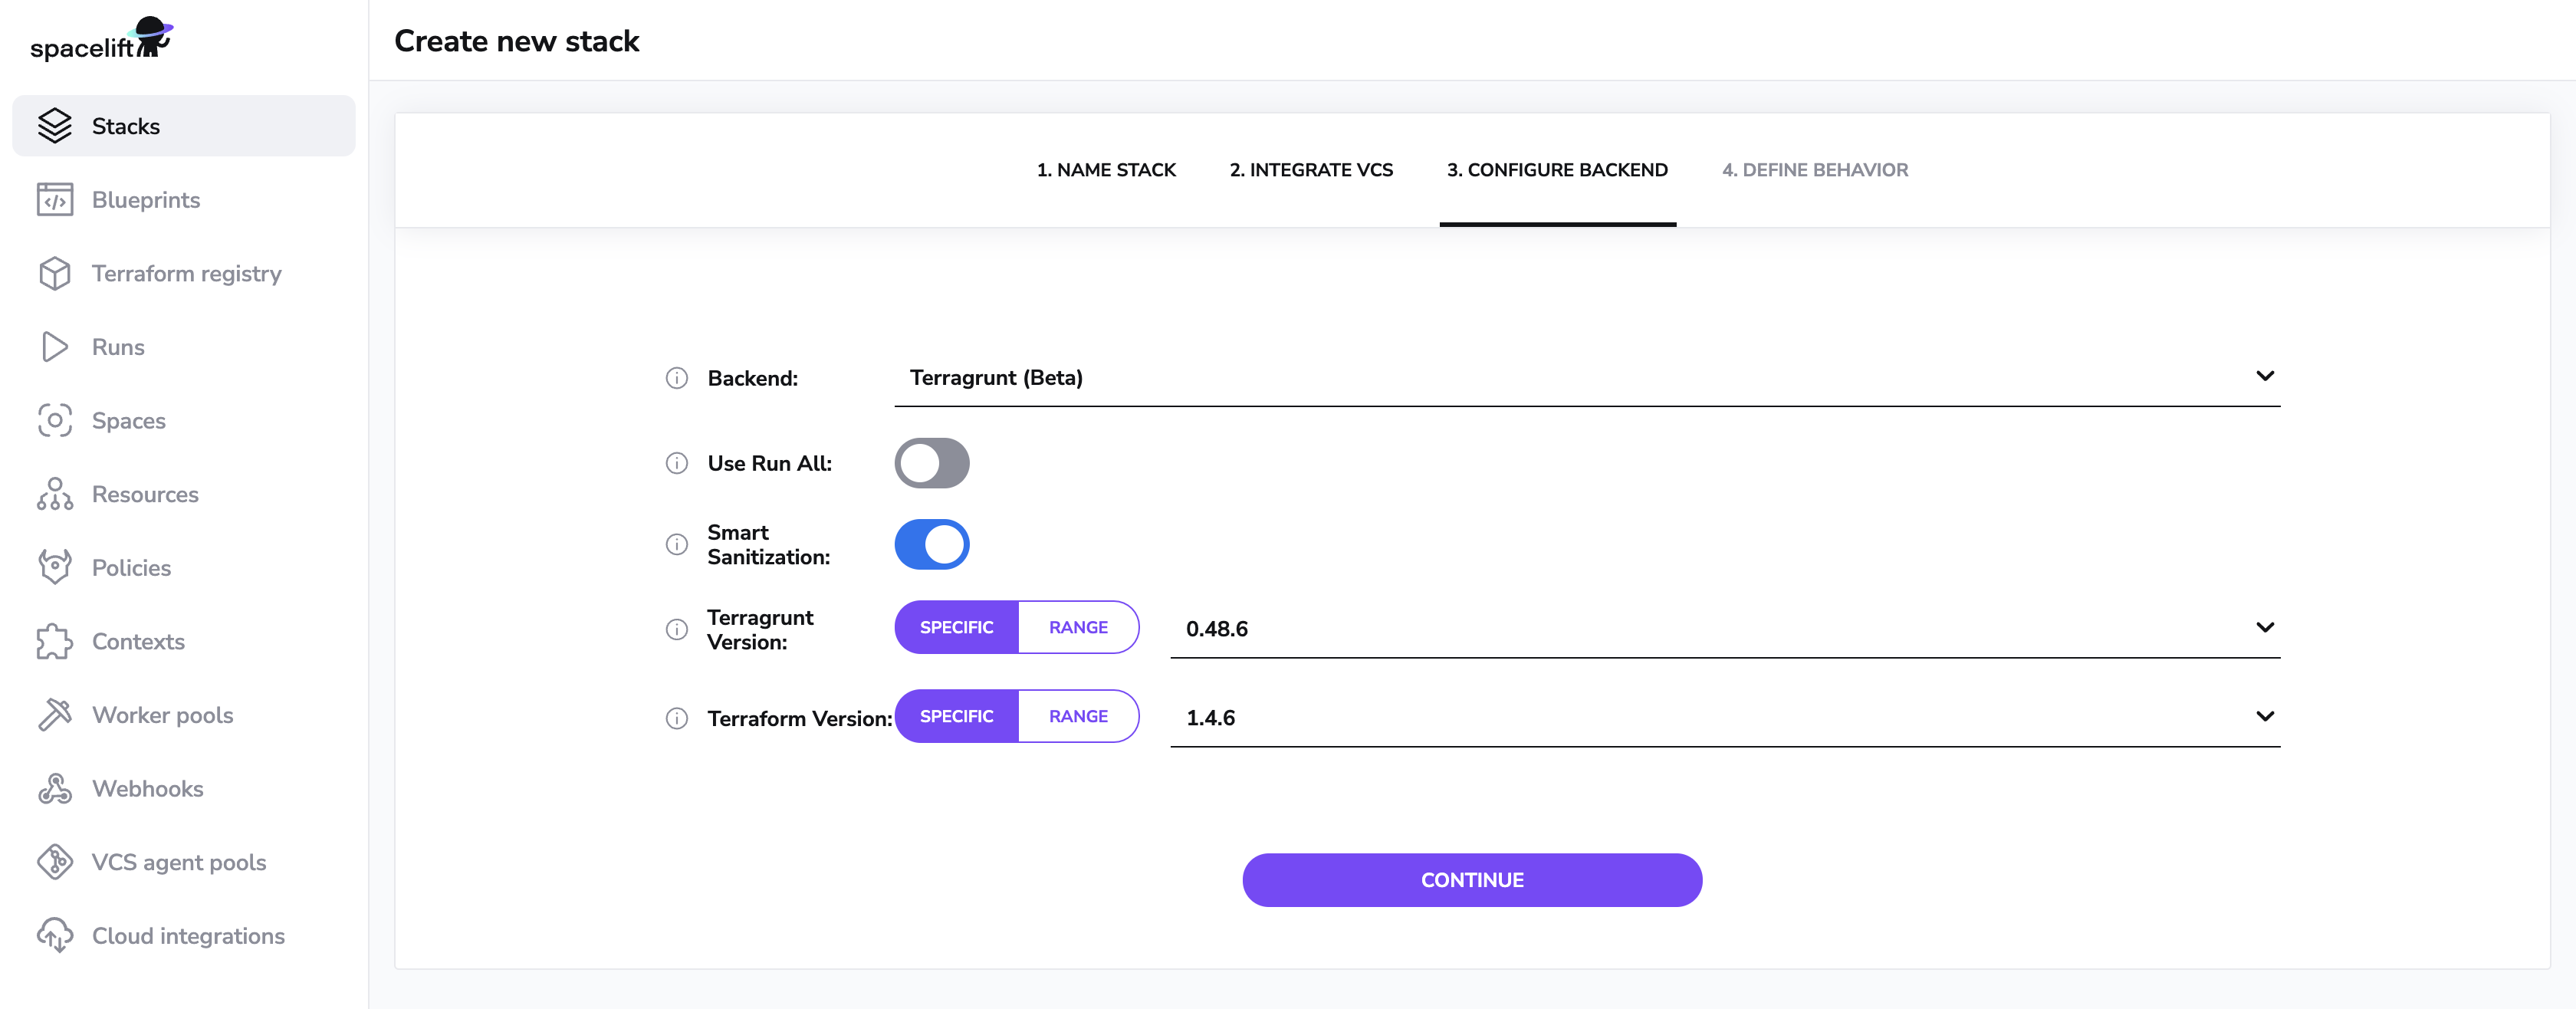 spacelift
Create new stack
Stacks
Blueprints
Terraform registry
Runs
Spaces
Resources
Policies
Contexts
Worker pools
Webhooks
VCS agent pools
Cloud integrations
1. NAME STACK
2. INTEGRATE VCS
3. CONFIGURE BACKEND
4. DEFINE BEHAVIOR
Backend:
Terragrunt (Beta)
Use Run All:
Smart
Sanitization:
Terragrunt
Version:
SPECIFIC
RANGE
0.48.6
Terraform Version:
SPECIFIC
RANGE
1.4.6
CONTINUE